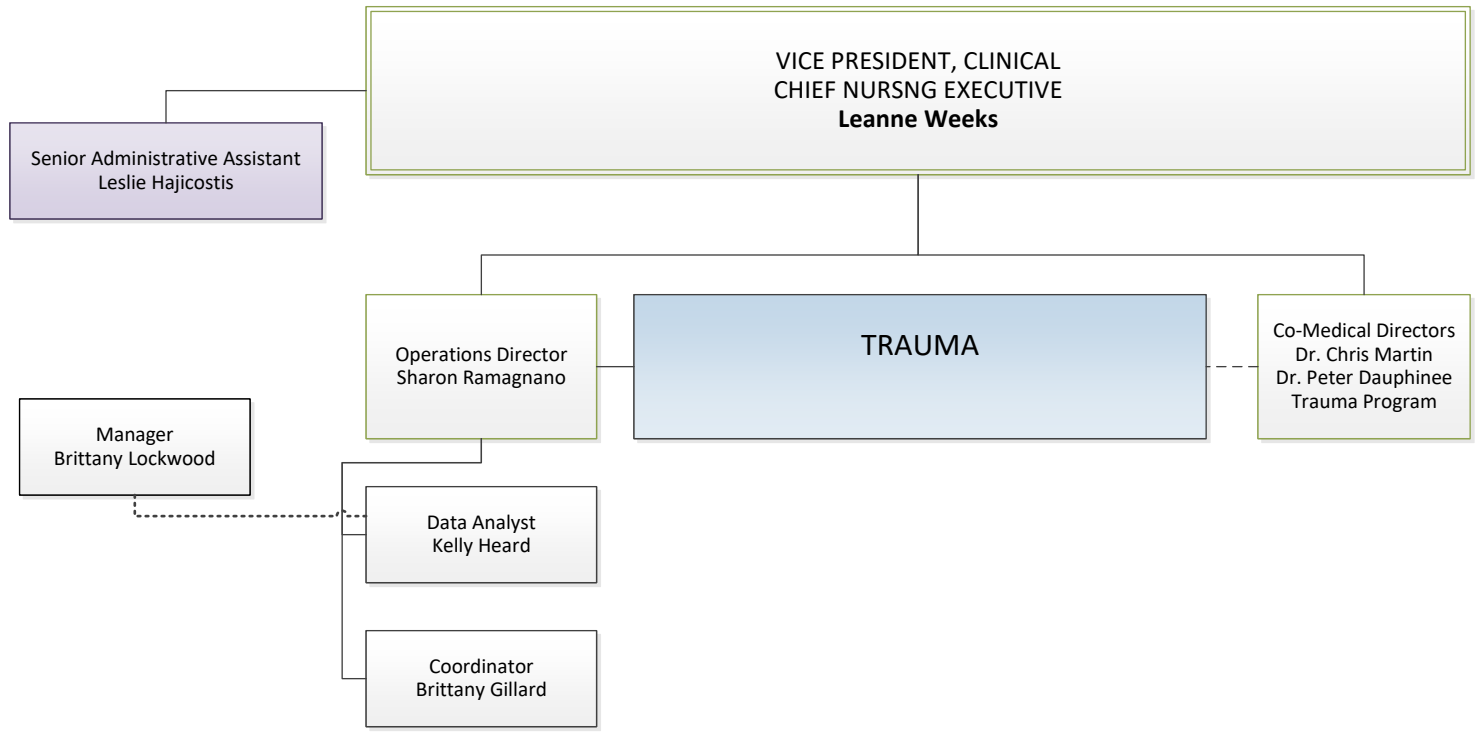 VICE PRESIDENT, CLINICAL
CHIEF NURSNG EXECUTIVE
Leanne Weeks
Senior Administrative Assistant
Leslie Hajicostis
Operations Director
Sharon Ramagnano
TRAUMA
Co-Medical Directors
Dr. Chris Martin
Dr. Peter Dauphinee
Trauma Program
Manager
Brittany Lockwood
Data Analyst
Kelly Heard
Coordinator
Brittany Gillard